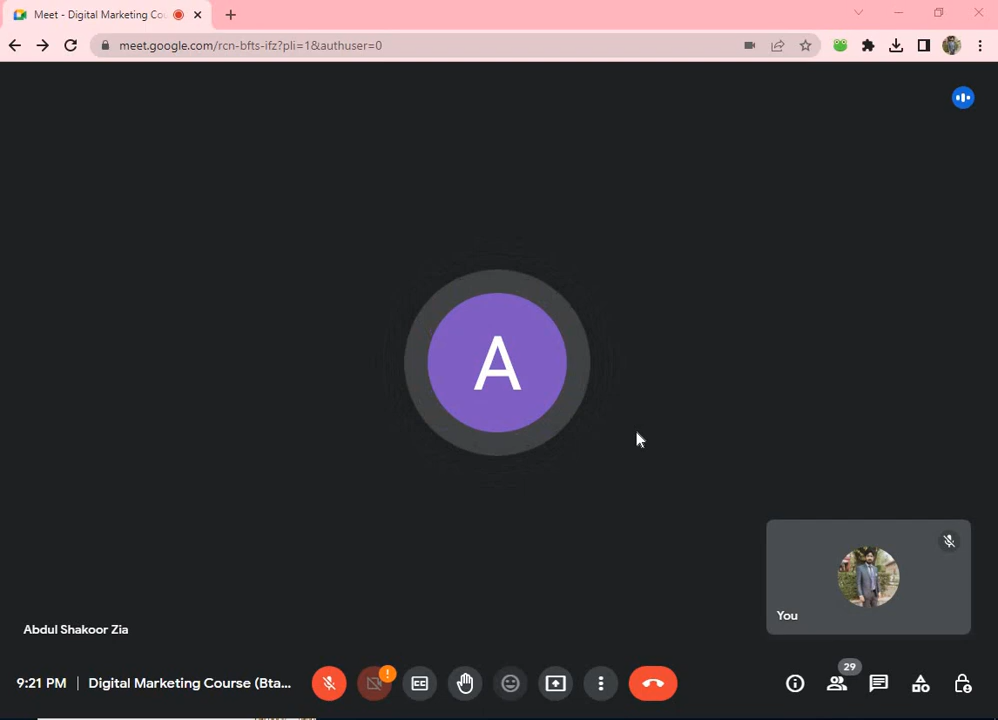 Meet - Digital Marketing Co
meet.google.com/rcn-bfts-ifz?pli=1&authuser=0
A
You
Abdul Shakoor Zia
9:21 PM | Digital Marketing Course (Bta...
CC
!
29